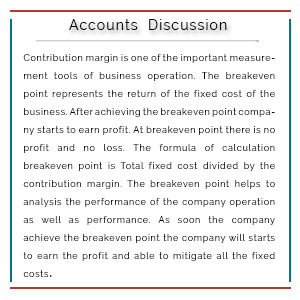 Accounts Discussion
Contribution margin is one of the important measure-
ment tools of business operation. The breakeven
point represents the return of the fixed cost of the
business. After achieving the breakeven point compa-
ny starts to earn profit. At breakeven point there is no
profit and no loss. The formula of calculation
breakeven point is Total fixed cost divided by the
contribution margin. The breakeven point helps to
analysis the performance of the company operation
as well as performance. As soon the company
achieve the breakeven point the company will starts
to earn the profit and able to mitigate all the fixed
costs.